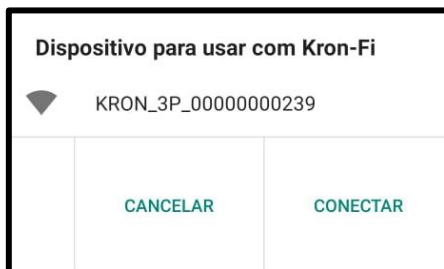 Dispositivo para usar com Kron-Fi
KRON_3P_00000000239
CANCELAR CONECTAR